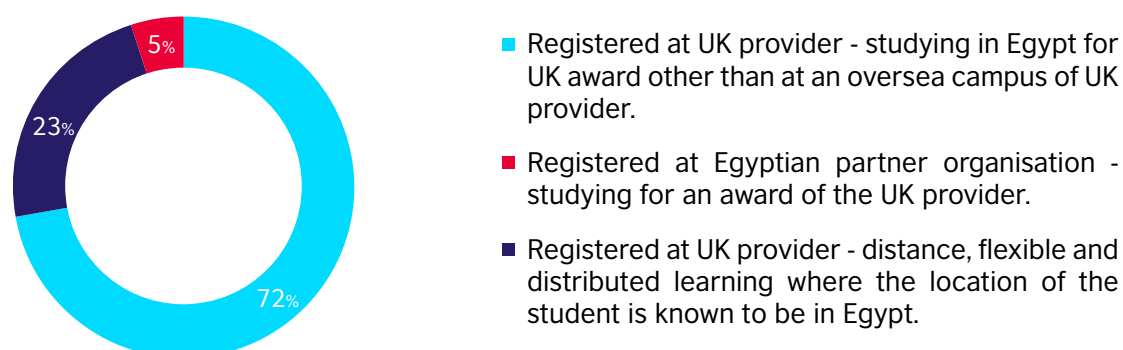 5%
23%
72%
Registered at UK provider - studying in Egypt for
UK award other than at an oversea campus of UK
provider.
Registered at Egyptian partner organisation -
studying for an award of the UK provider.
Registered at UK provider - distance, flexible and
distributed learning where the location of the
student is known to be in Egypt.